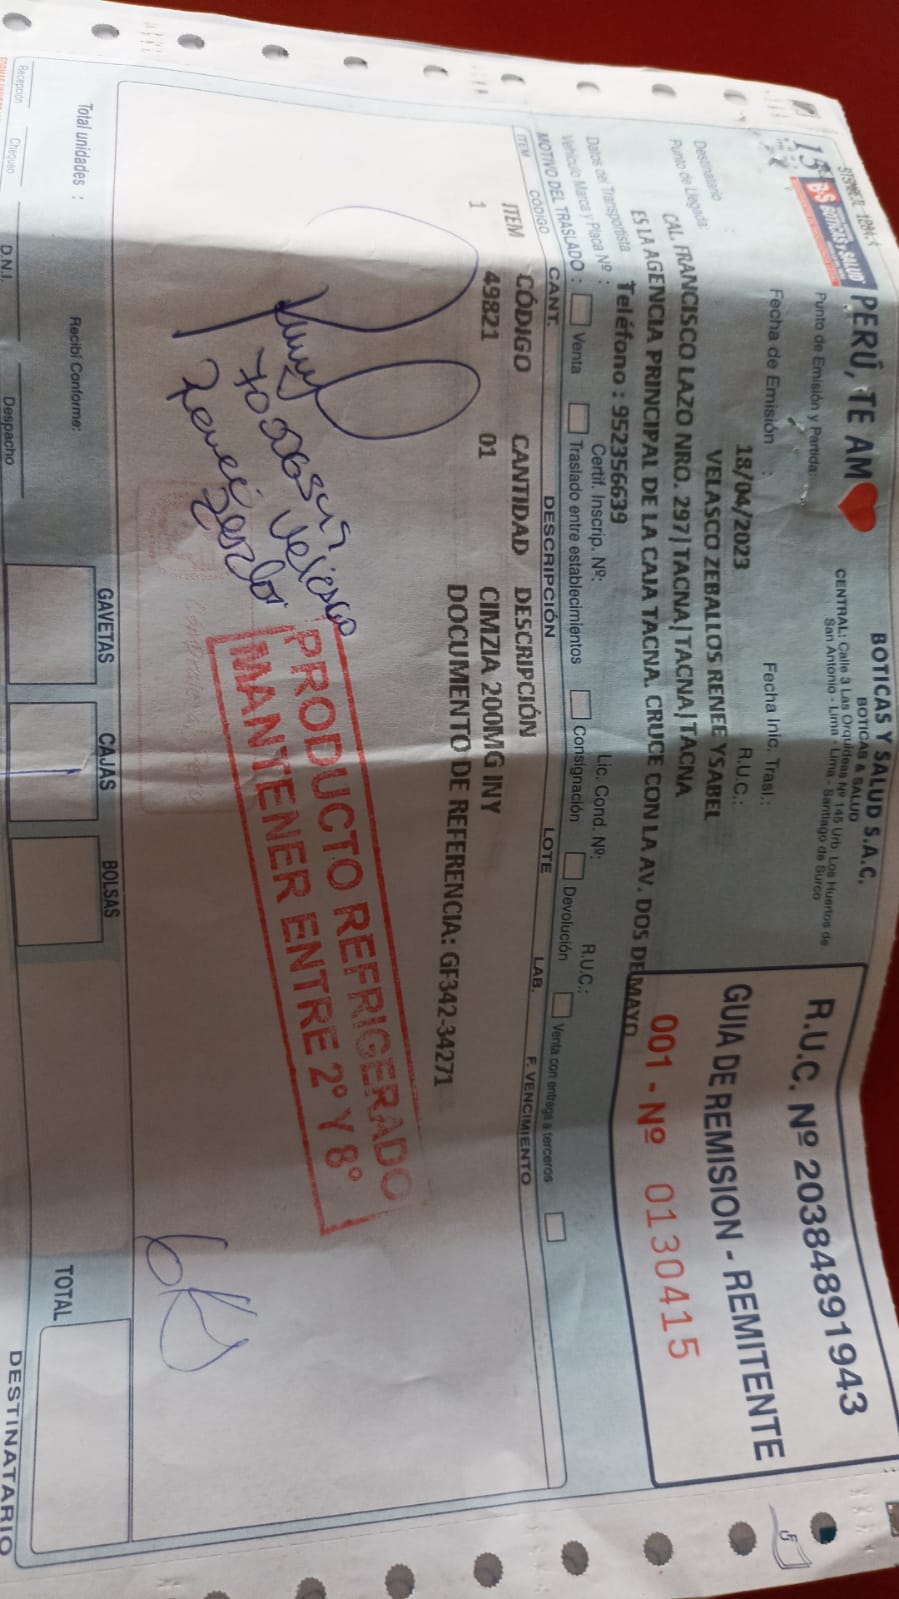 BOTICAS Y SALUD S.A.C.
BOTICAS & SALUD
CENTRAL: Calle 3 Las Orquideas Nº 145 Urb. Los Huertos de
San Antonio - Lima - Lima - Santiago de Surco
15
B·S BOTICAS Y SALUD
PERÚ, TE AM
R.U.C. Nº 20384891943
GUIA DE REMISION - REMITENTE
001 - Nº 0130415
Punto de Emisión y Partida:
Fecha de Emisión : 18/04/2023 Fecha Inic. Trasl.:
Destinatario VELASCO ZEBALLOS RENEE YSABEL R.U.C.:
Punto de Llegada: CAL. FRANCISCO LAZO NRO. 297|TACNA|TACNA|TACNA
ES LA AGENCIA PRINCIPAL DE LA CAJA TACNA. CRUCE CON LA AV. DOS DE MAYO
Teléfono : 952356639
Datos del Transportista R.U.C.:
Vehículo Marca y Placa Nº : Certif. Inscrip. Nº: Lic. Cond. Nº:
MOTIVO DEL TRASLADO : Venta Traslado entre establecimientos Consignación Devolución Venta con entrega a terceros
ITEM CÓDIGO CANT. DESCRIPCIÓN LOTE LAB. F. VENCIMIENTO
ITEM CÓDIGO CANTIDAD DESCRIPCIÓN
1 49821 01 CIMZIA 200MG INY
DOCUMENTO DE REFERENCIA: GF342-34271
PRODUCTO REFRIGERADO
MANTENER ENTRE 2° Y 8°
Velasco
OK
Total unidades : Recibí Conforme: GAVETAS CAJAS BOLSAS TOTAL
Recepción Chequeo D.N.I. Despacho
DESTINATARIO